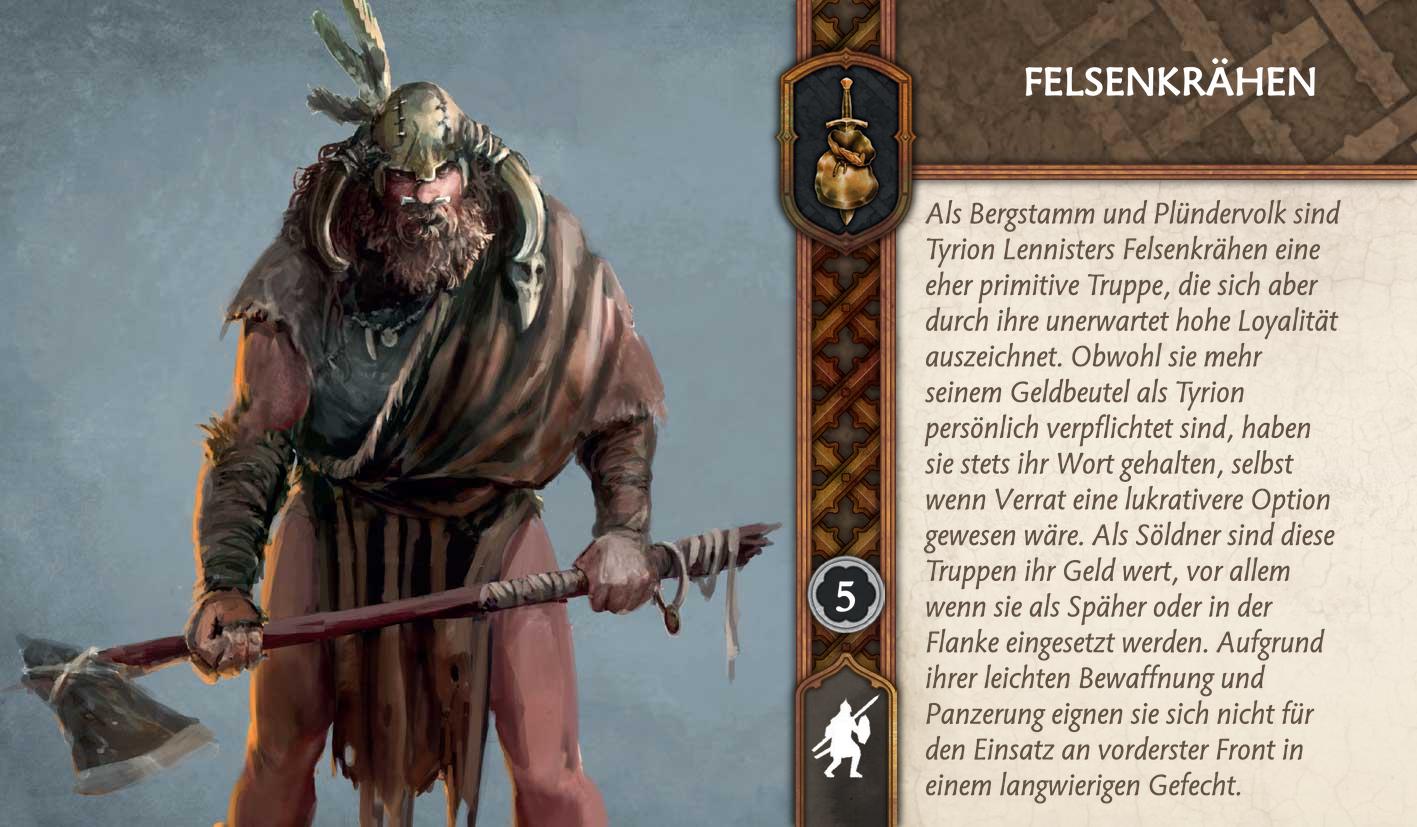 FELSENKRÄHEN
Als Bergstamm und Plündervolk sind
Tyrion Lennisters Felsenkrähen eine
eher primitive Truppe, die sich aber
durch ihre unerwartet hohe Loyalität
auszeichnet. Obwohl sie mehr
seinem Geldbeutel als Tyrion
persönlich verpflichtet sind, haben
sie stets ihr Wort gehalten, selbst
wenn Verrat eine lukrativere Option
gewesen wäre. Als Söldner sind diese
Truppen ihr Geld wert, vor allem
wenn sie als Späher oder in der
Flanke eingesetzt werden. Aufgrund
ihrer leichten Bewaffnung und
Panzerung eignen sie sich nicht für
den Einsatz an vorderster Front in
einem langwierigen Gefecht.
5